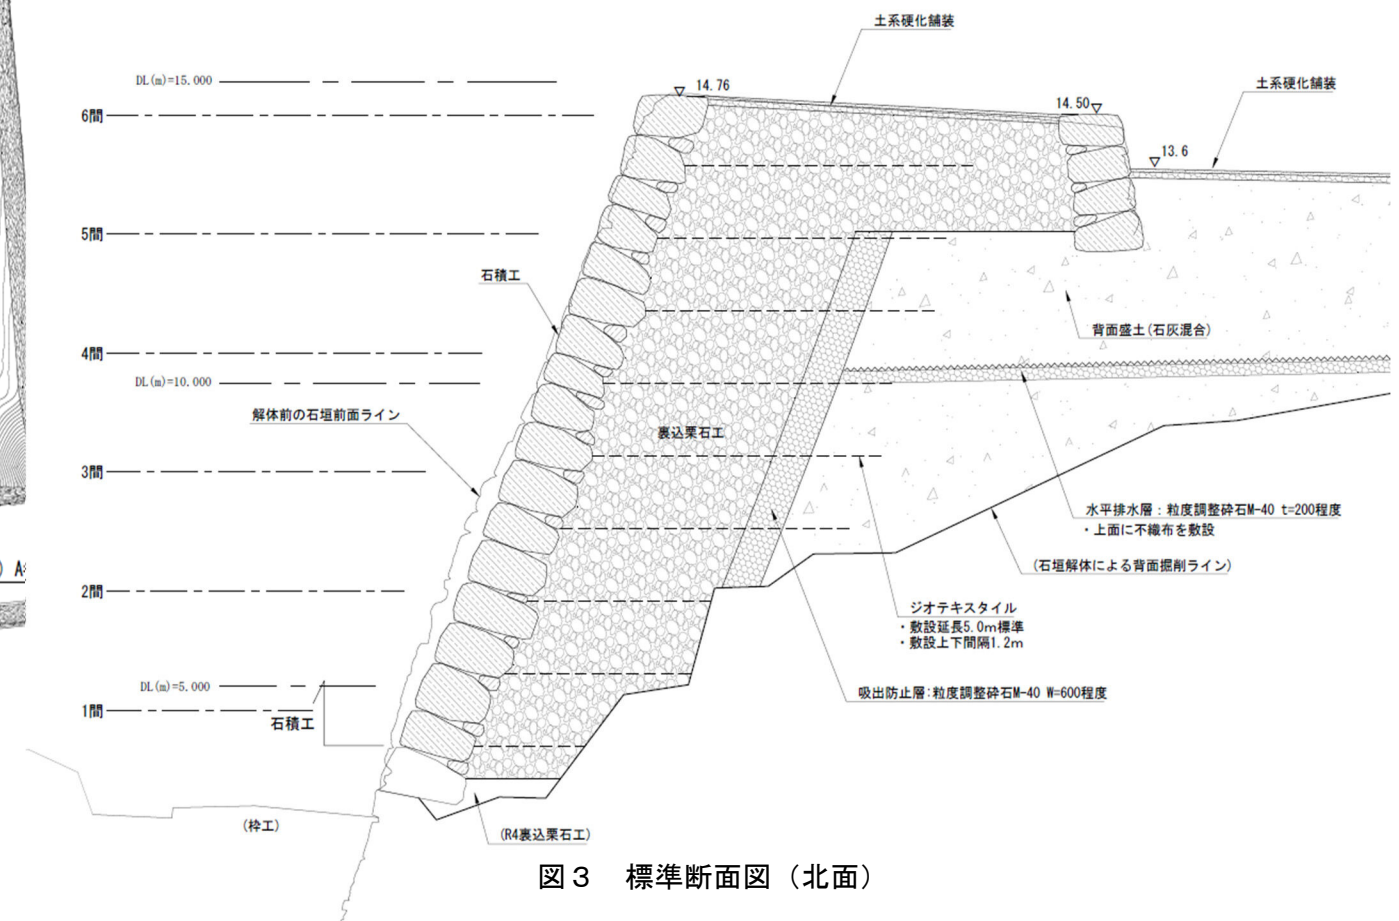 土系硬化舗装
DL(m)=15.000
14.76
土系硬化舗装
6間
14.50
13.6
5間
石積工
背面盛土(石灰混合)
4間
DL(m)=10.000
解体前の石垣前面ライン
裏込栗石工
3間
水平排水層：粒度調整砕石M-40 t=200程度
・上面に不織布を敷設
(石垣解体による背面掘削ライン)
) A
2間
ジオテキスタイル
・敷設延長5.0m標準
・敷設上下間隔1.2m
DL(m)=5.000
吸出防止層:粒度調整砕石M-40 W=600程度
1間
石積工
(枠工)
(R4裏込栗石工)
図３　標準断面図（北面）